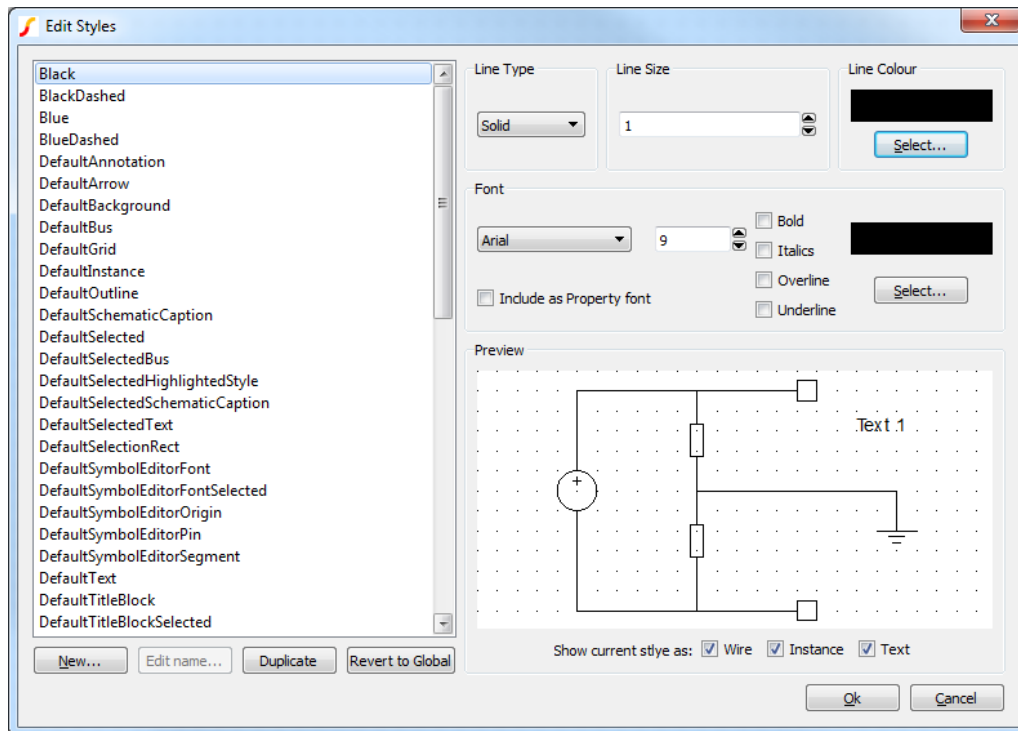 Edit Styles
Black
BlackDashed
Blue
BlueDashed
DefaultAnnotation
DefaultArrow
DefaultBackground
DefaultBus
DefaultGrid
DefaultInstance
DefaultOutline
DefaultSchematicCaption
DefaultSelected
DefaultSelectedBus
DefaultSelectedHighlightedStyle
DefaultSelectedSchematicCaption
DefaultSelectedText
DefaultSelectionRect
DefaultSymbolEditorFont
DefaultSymbolEditorFontSelected
DefaultSymbolEditorOrigin
DefaultSymbolEditorPin
DefaultSymbolEditorSegment
DefaultText
DefaultTitleBlock
DefaultTitleBlockSelected
New... Edit name... Duplicate Revert to Global
Line Type Line Size Line Colour
Solid 1
Select...
Font
Arial 9
Bold
Italics
Overline
Underline
Select...
Include as Property font
Preview
Text 1
+
Show current stlye as: Wire Instance Text
Ok Cancel